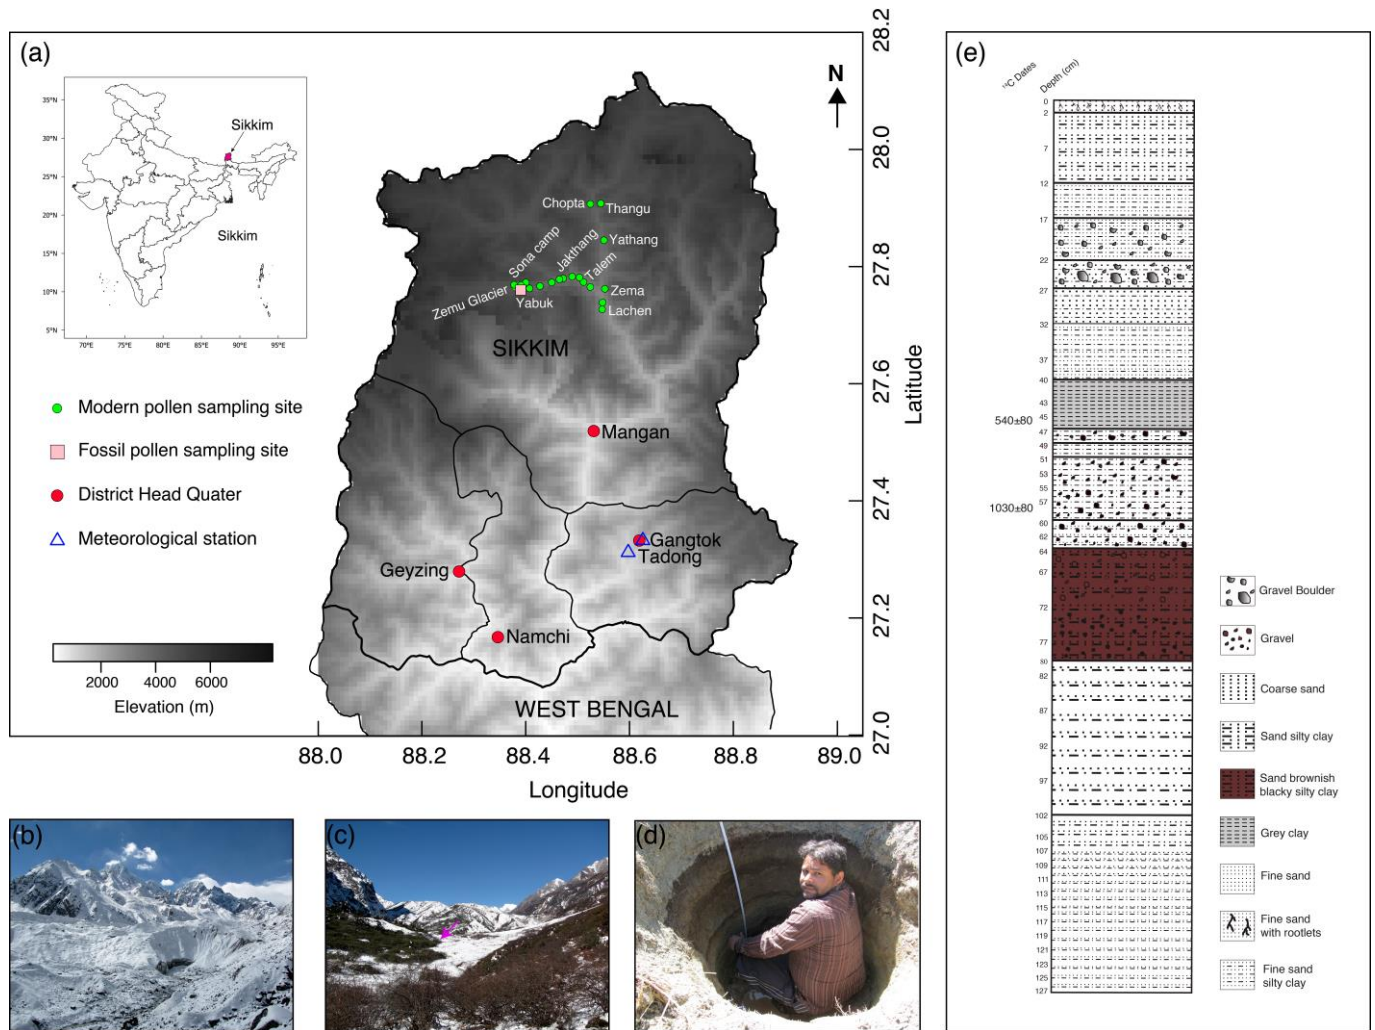 (a)
35°N
30°N
25°N
20°N
15°N
10°N
5°N
70°E
75°E
80°E
85°E
90°E
95°E
Sikkim
Sikkim
N
Chopta
Thangu
Yathang
Sona camp
Jakthang
Talem
Zemu Glacier
Yabuk
Zema
Lachen
SIKKIM
Mangan
Gangtok
Tadong
Geyzing
Namchi
WEST BENGAL
Modern pollen sampling site
Fossil pollen sampling site
District Head Quater
Meteorological station
2000
4000
6000
Elevation (m)
28.2
28.0
27.8
27.6
27.4
27.2
27.0
Latitude
88.0
88.2
88.4
88.6
88.8
89.0
Longitude
(b)
(c)
(d)
(e)
¹⁴C Dates
Depth (cm)
0
2
7
12
17
22
27
32
37
40
43
45
540±80
47
49
51
53
55
57
1030±80
60
62
64
67
72
77
80
82
87
92
97
102
105
107
109
111
113
115
117
119
121
123
125
127
Gravel Boulder
Gravel
Coarse sand
Sand silty clay
Sand brownish
blacky silty clay
Grey clay
Fine sand
Fine sand
with rootlets
Fine sand
silty clay